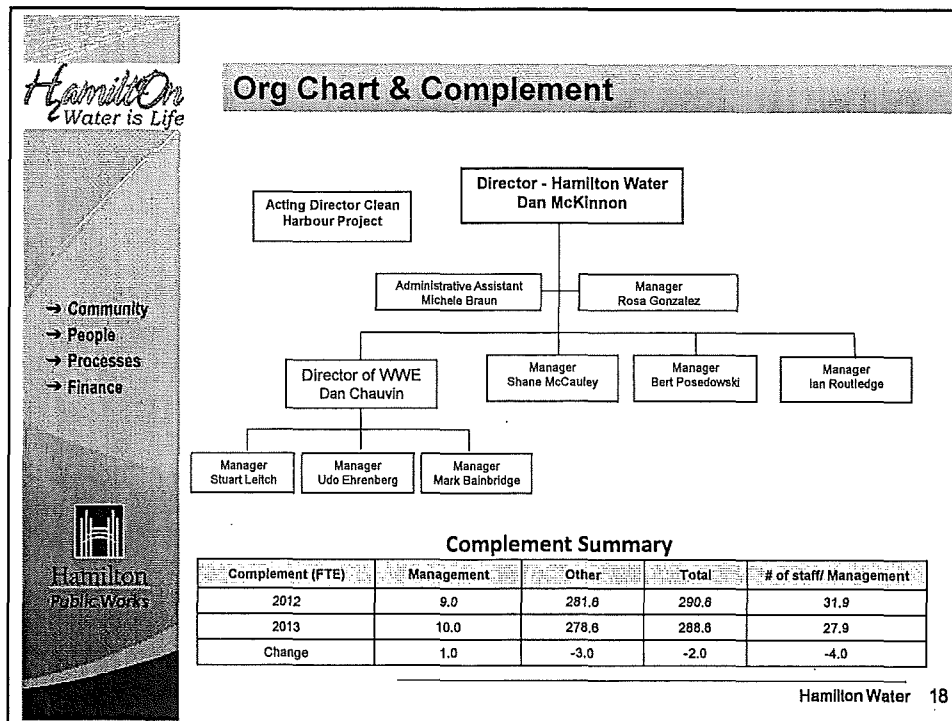 HamiltOn
2
Water is Life
Org Chart & Complement
→ Community
→ People
→ Processes
→ Finance
Hamilton
Public Works
Acting Director Clean
Harbour Project
Director - Hamilton Water
Dan McKinnon
Administrative Assistant
Michele Braun
Manager
Rosa Gonzalez
Director of WWE
Dan Chauvin
Manager
Shane McCauley
Manager
Bert Posedowski
Manager
Ian Routledge
Manager
Stuart Leitch
Manager
Udo Ehrenberg
Manager
Mark Bainbridge
Complement Summary
Complement (FTE) Management Other Total # of staff/ Management
2012 9.0 281.6 290.6 31.9
2013 10.0 278.6 288.6 27.9
Change 1.0 -3.0 -2.0 -4.0
Hamilton Water 18